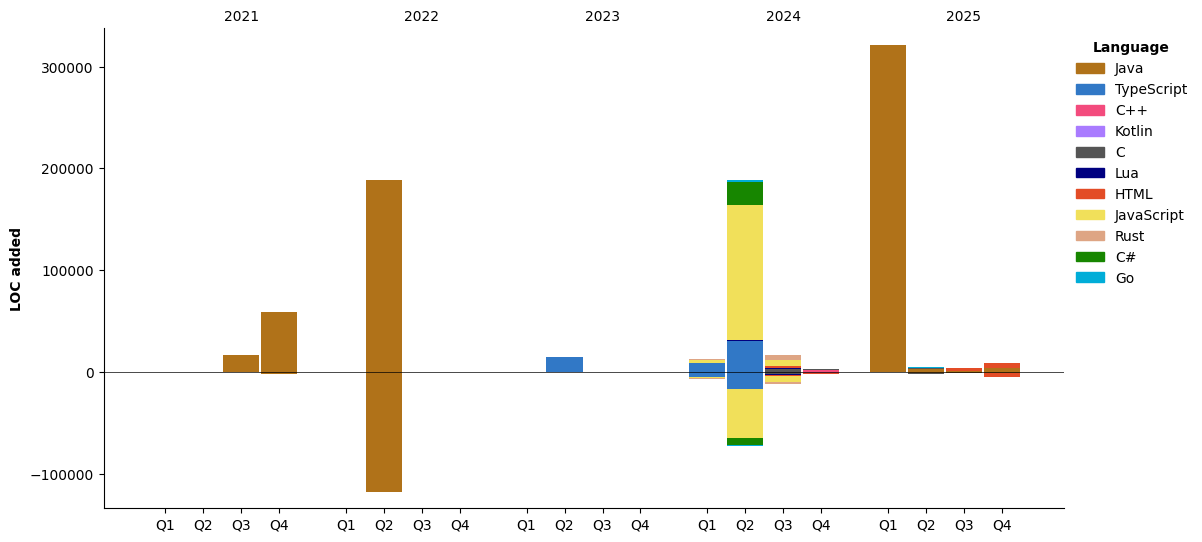 2021 2022 2023 2024 2025
Language
Java
TypeScript
C++
Kotlin
C
Lua
HTML
JavaScript
Rust
C#
Go
LOC added
300000
200000
100000
0
−100000
Q1 Q2 Q3 Q4 Q1 Q2 Q3 Q4 Q1 Q2 Q3 Q4 Q1 Q2 Q3 Q4 Q1 Q2 Q3 Q4